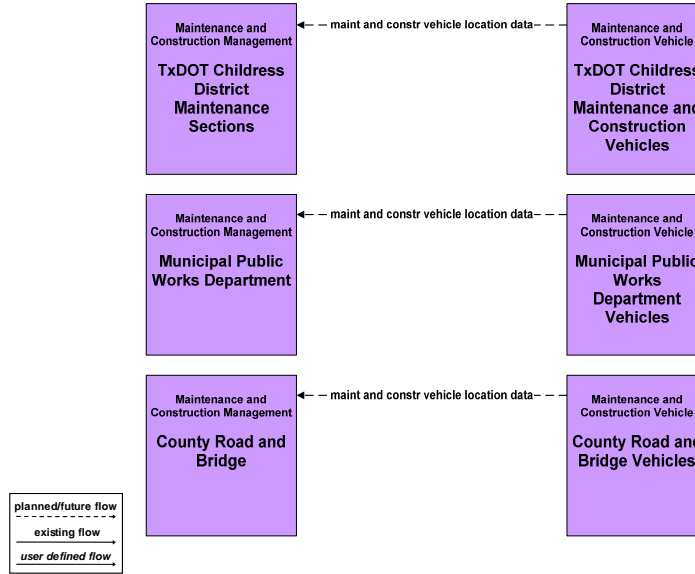 Maintenance and
Construction Management
TxDOT Childress
District
Maintenance
Sections
maint and constr vehicle location data
Maintenance and
Construction Vehicle
TxDOT Childress
District
Maintenance and
Construction
Vehicles
Maintenance and
Construction Management
Municipal Public
Works Department
maint and constr vehicle location data
Maintenance and
Construction Vehicle
Municipal Public
Works
Department
Vehicles
Maintenance and
Construction Management
County Road and
Bridge
maint and constr vehicle location data
Maintenance and
Construction Vehicle
County Road and
Bridge Vehicles
planned/future flow
existing flow
user defined flow